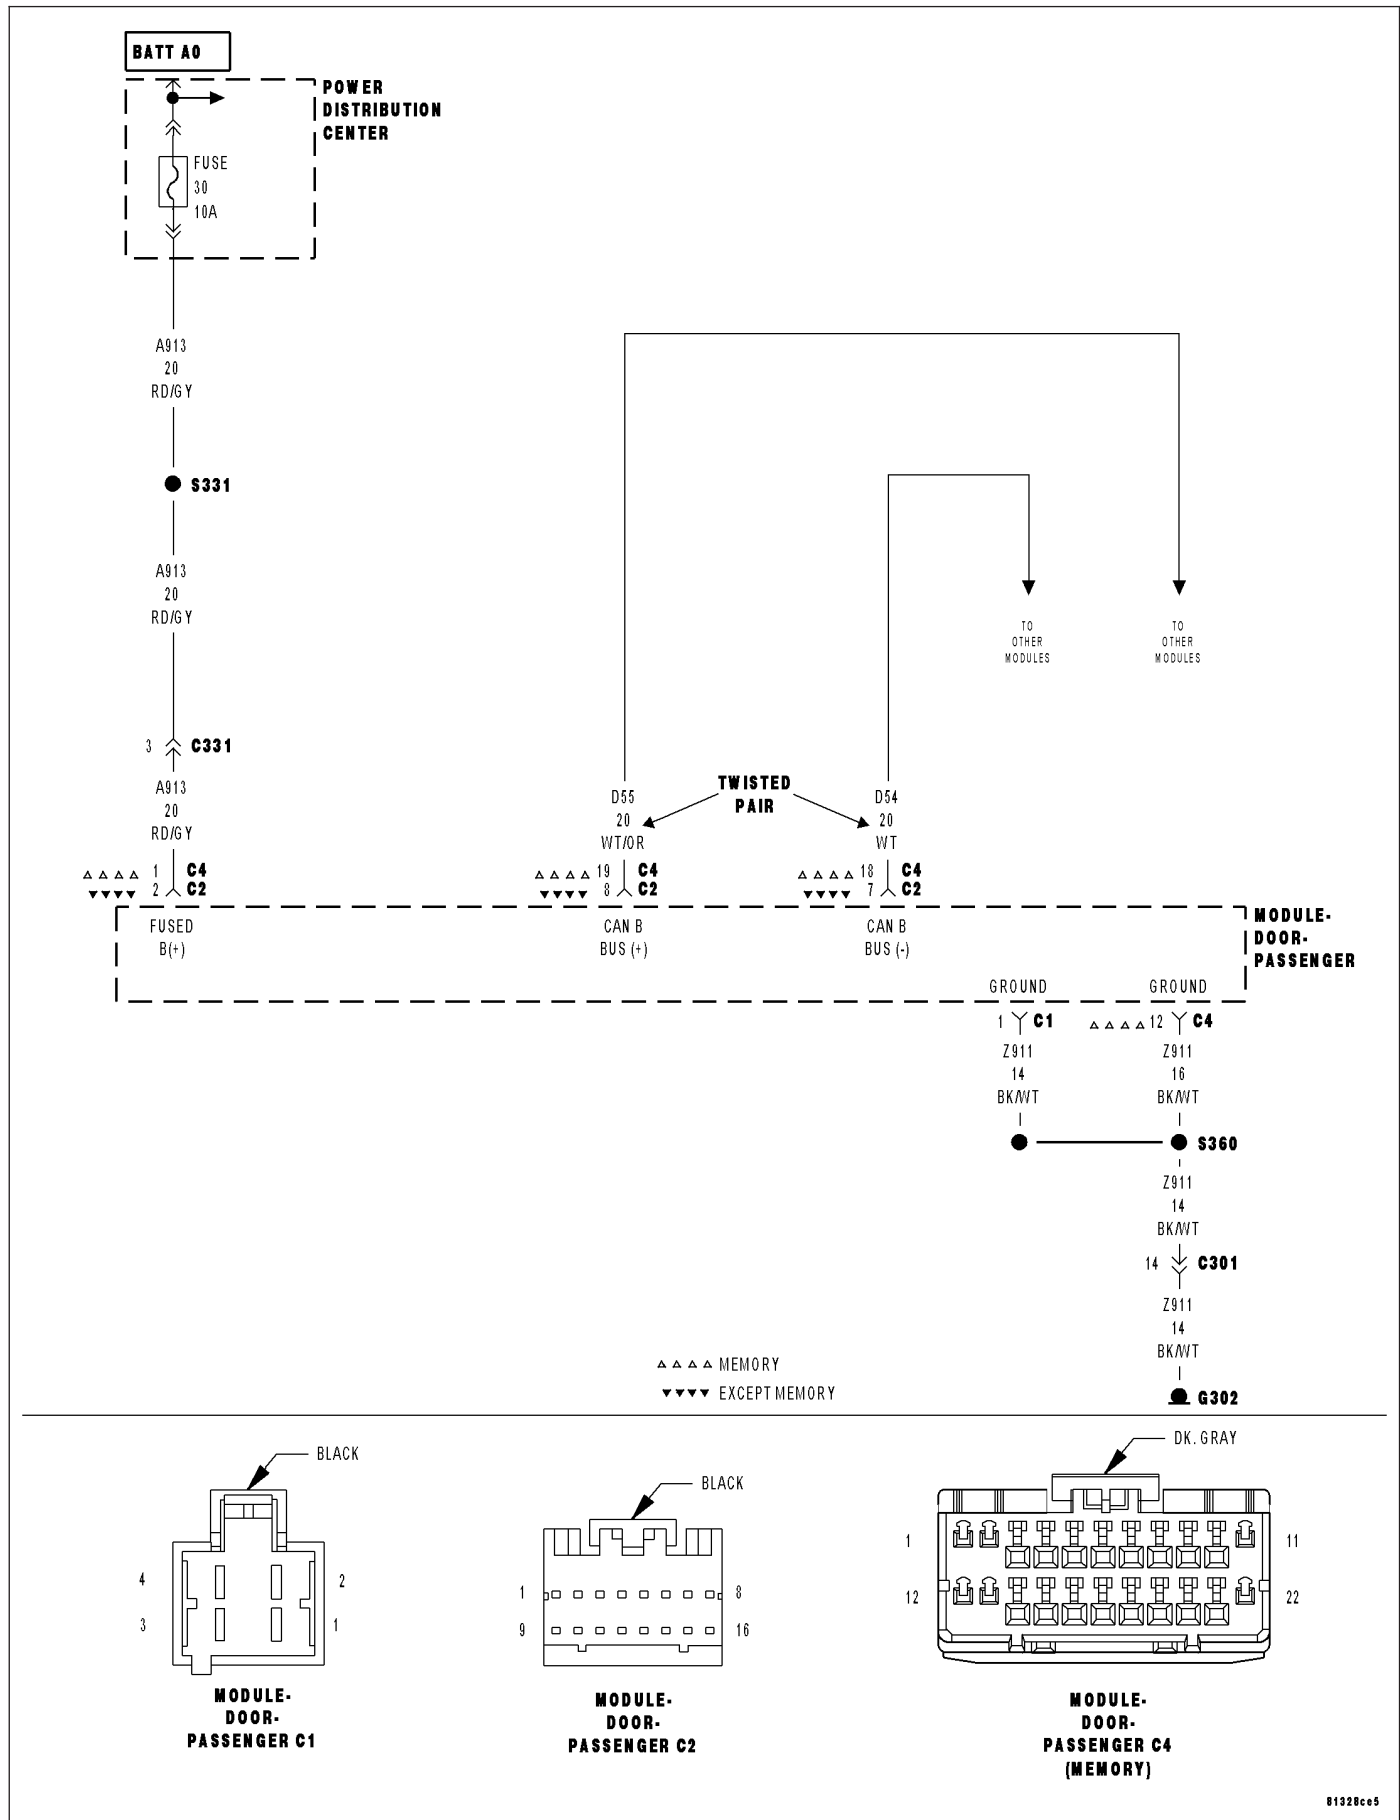 BATT A0
POWER
DISTRIBUTION
CENTER
FUSE
30
10A
A913
20
RD/GY
S331
A913
20
RD/GY
TO
OTHER
MODULES
TO
OTHER
MODULES
3 C331
A913
20
RD/GY
TWISTED
PAIR
D55
20
WT/OR
D54
20
WT
1 C4
2 C2
19 C4
8 C2
18 C4
7 C2
FUSED
B(+)
CAN B
BUS (+)
CAN B
BUS (-)
MODULE-
DOOR-
PASSENGER
GROUND
GROUND
1 C1
12 C4
Z911
14
BK/WT
Z911
16
BK/WT
S360
Z911
14
BK/WT
14 C301
Z911
14
BK/WT
G302
MEMORY
EXCEPT MEMORY
BLACK
4
2
3
1
MODULE-
DOOR-
PASSENGER C1
BLACK
1
8
9
16
MODULE-
DOOR-
PASSENGER C2
DK. GRAY
1
11
12
22
MODULE-
DOOR-
PASSENGER C4
(MEMORY)
81328ce5